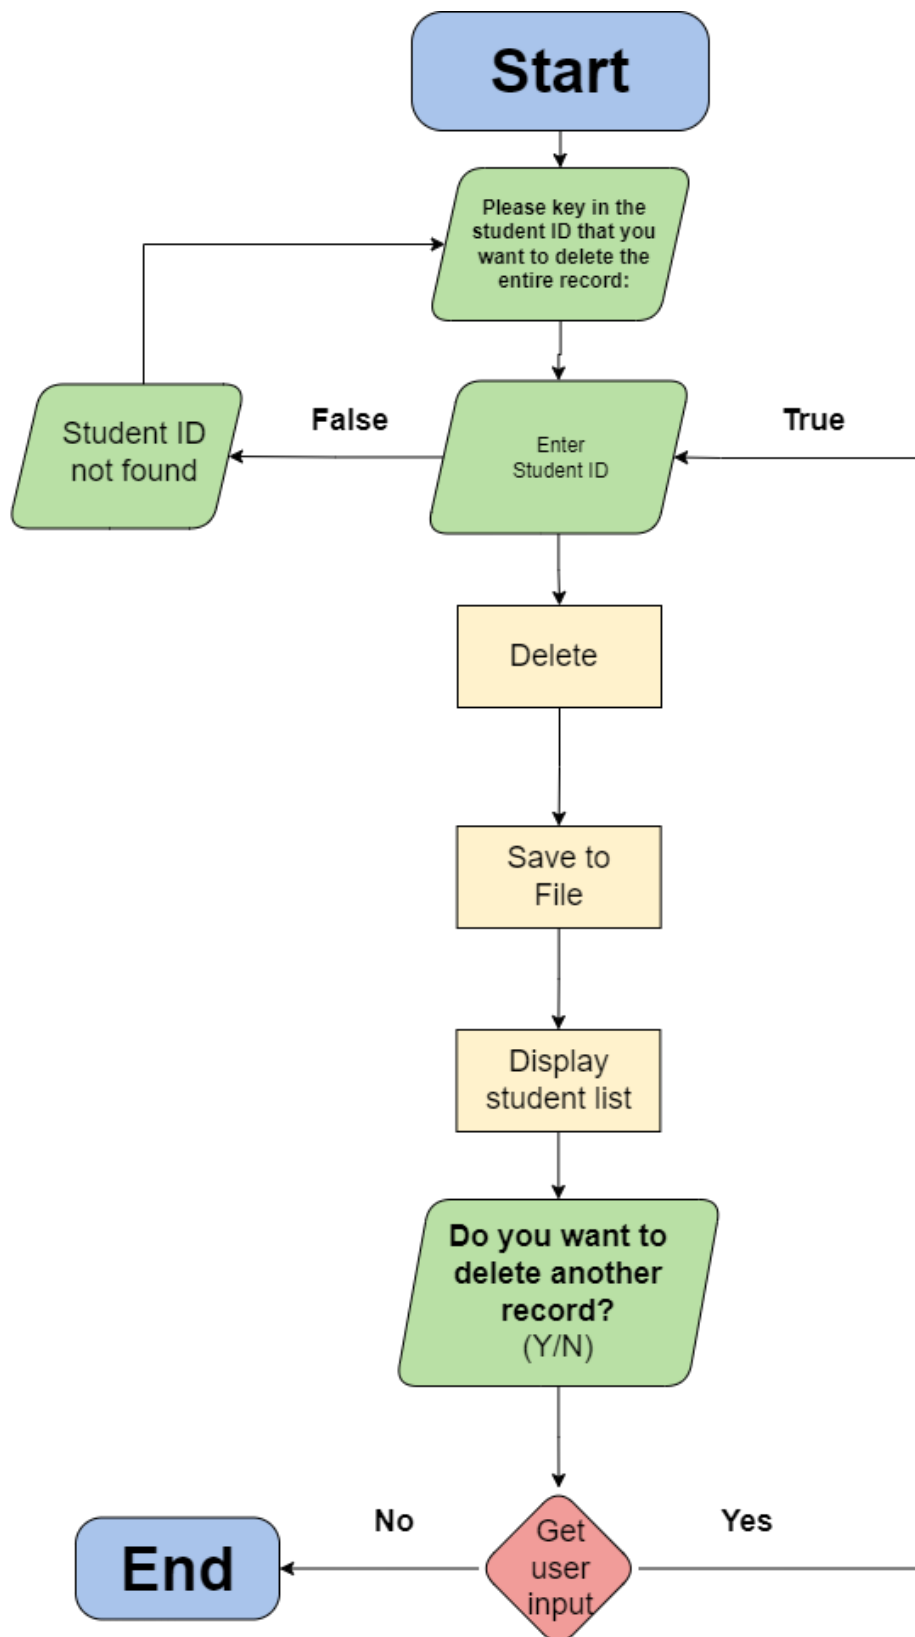 Start
Please key in the
student ID that you
want to delete the
entire record:
False
True
Student ID
not found
Enter
Student ID
Delete
Save to
File
Display
student list
Do you want to
delete another
record?
(Y/N)
No
Yes
End
Get
user
input